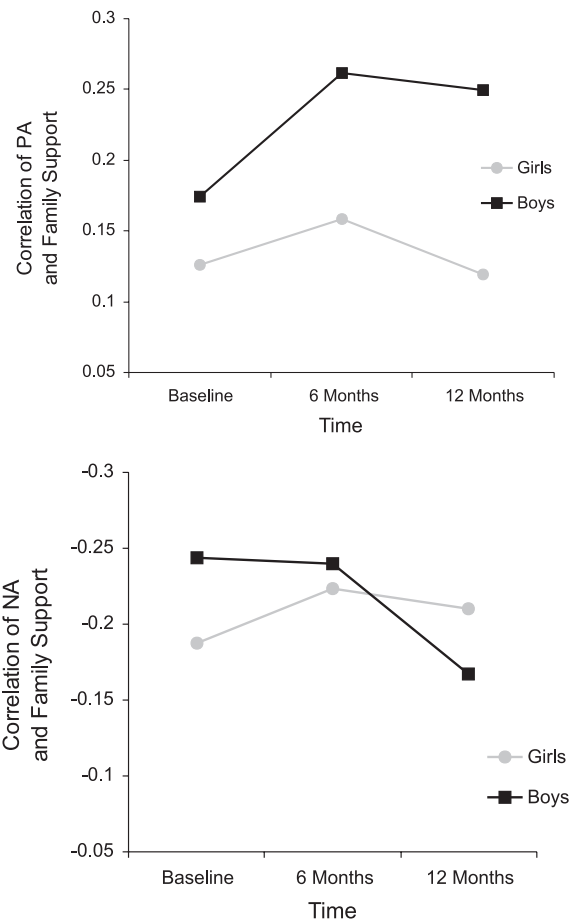 0.3
0.25
0.2
0.15
0.1
0.05
Correlation of PA
and Family Support
Girls
Boys
Baseline
6 Months
12 Months
Time
-0.3
-0.25
-0.2
-0.15
-0.1
-0.05
Correlation of NA
and Family Support
Girls
Boys
Baseline
6 Months
12 Months
Time